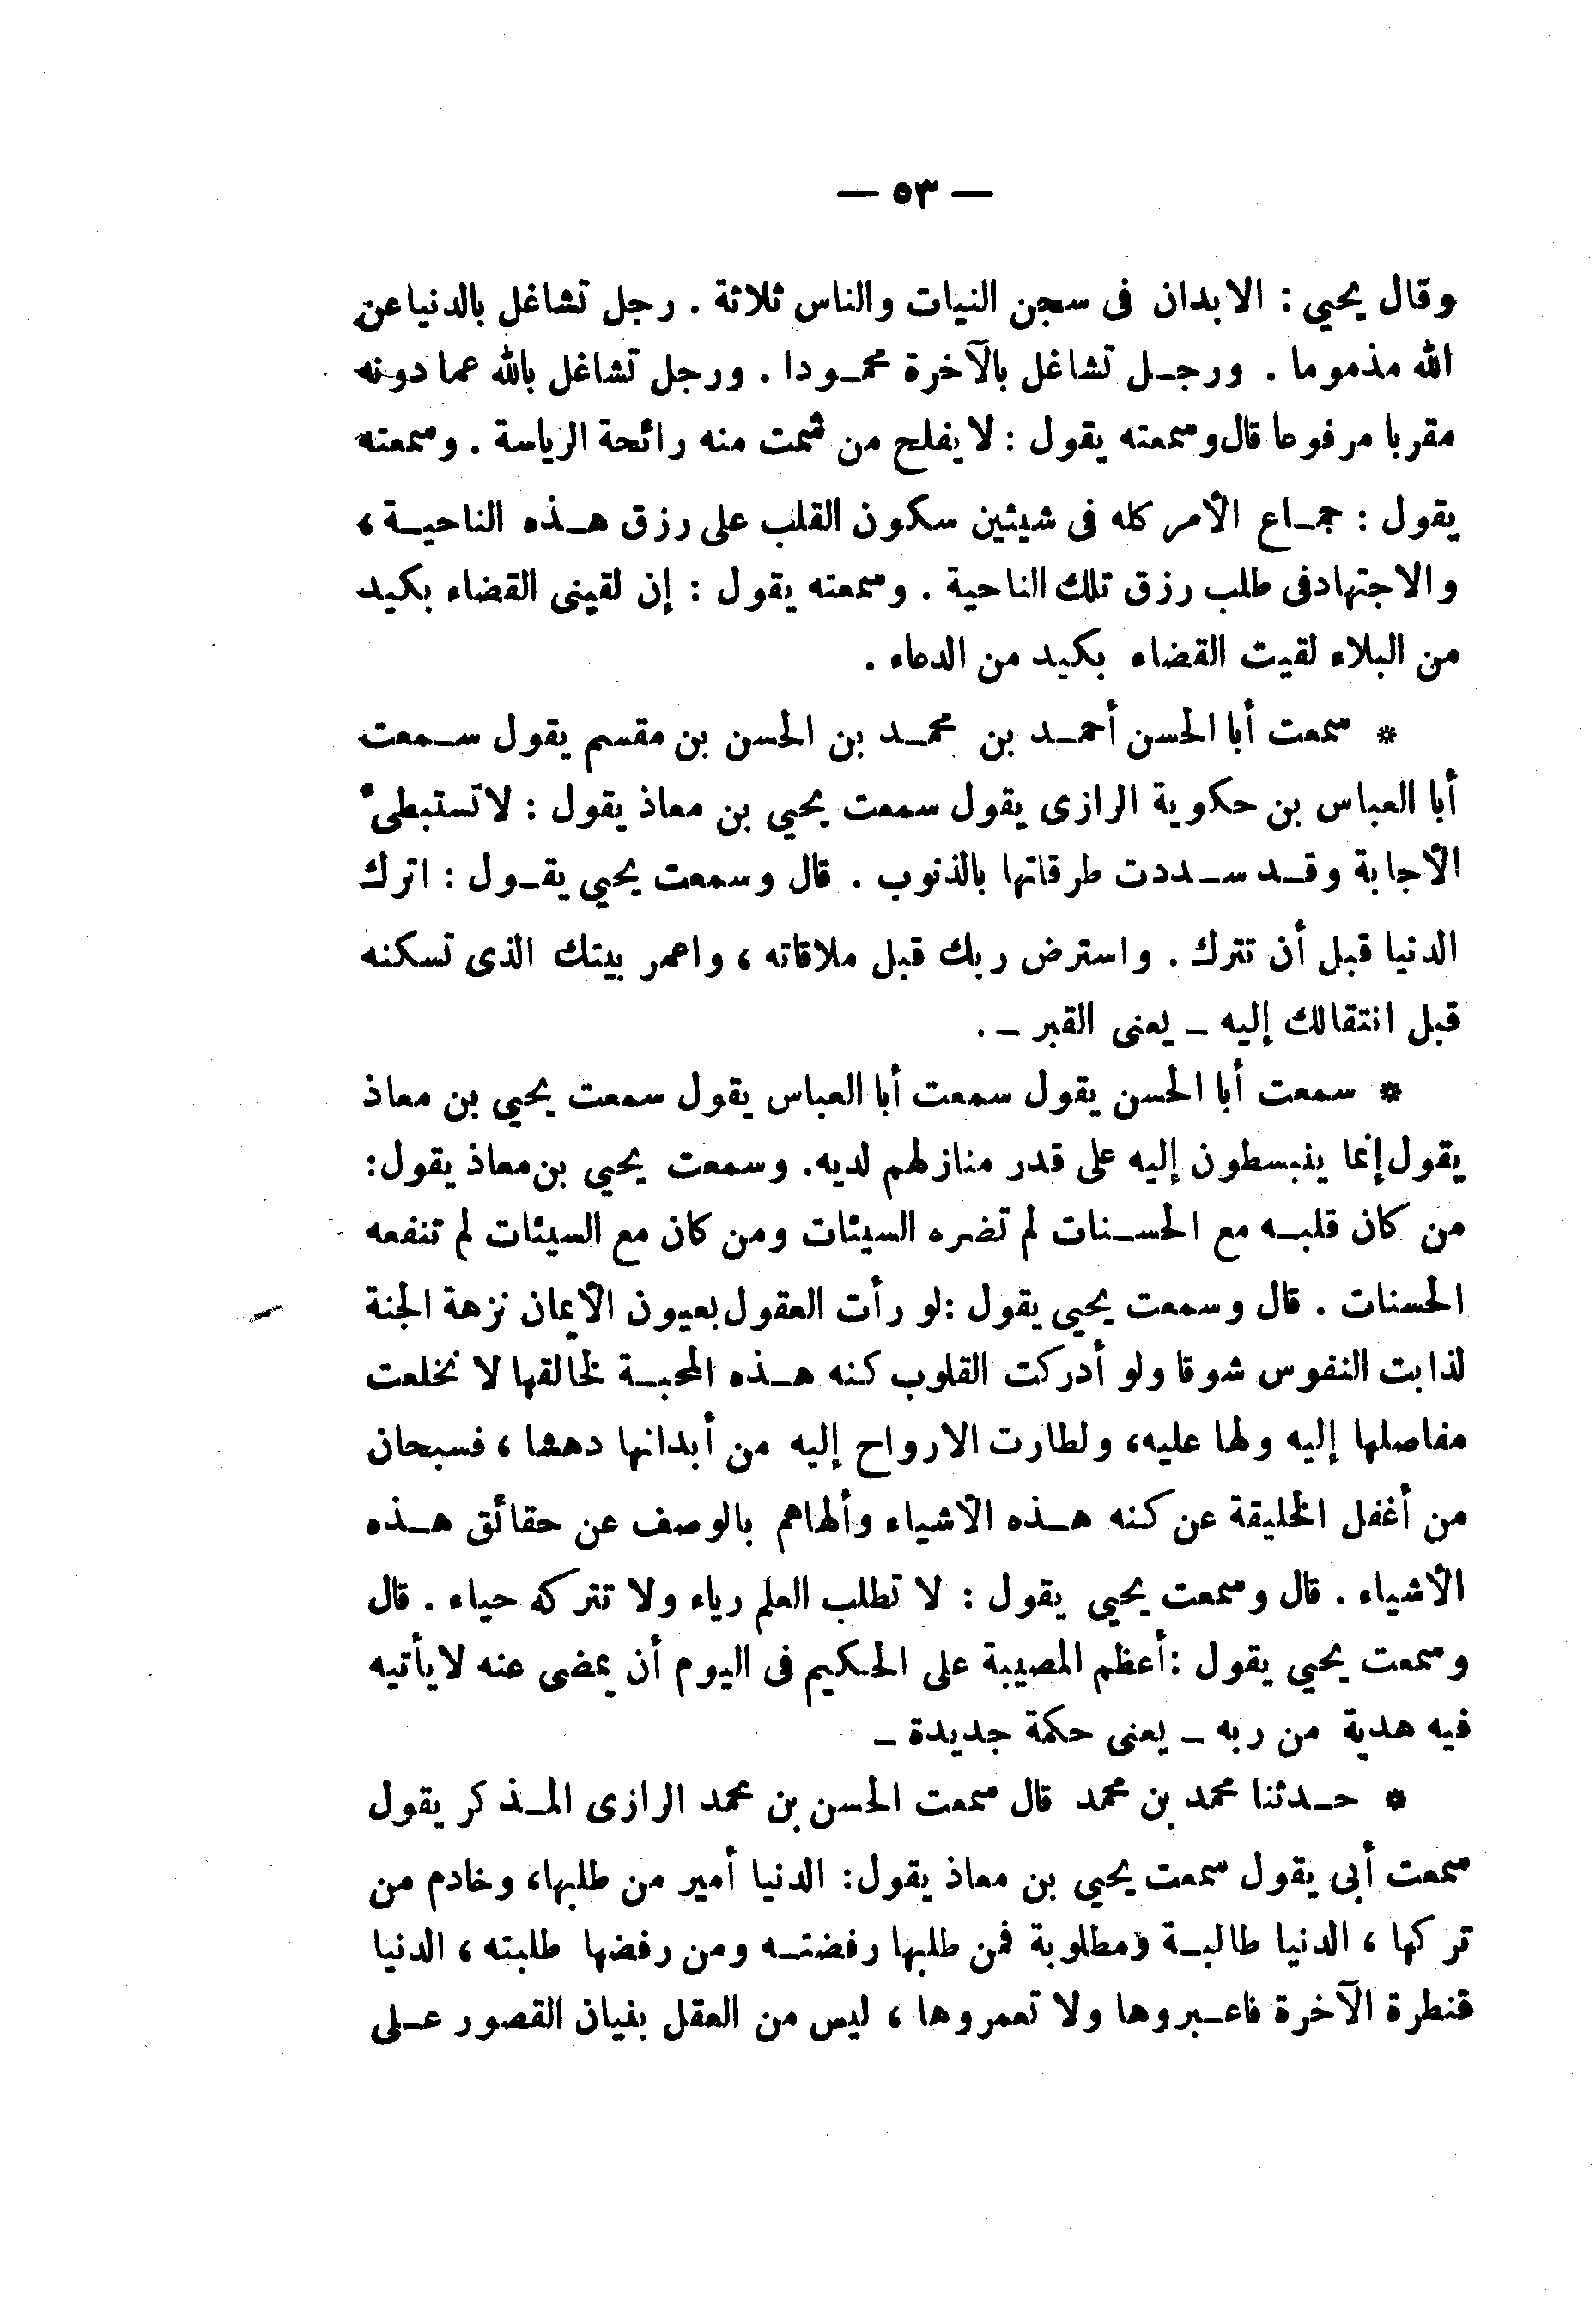 — ٥٣ —
وقال يحيي : الابدان فى سجن النيات والناس ثلاثة . رجل تشاغل بالدنيا عن
الله مذموما . ورجل تشاغل بالآخرة محمودا . ورجل تشاغل بالله عما دونه
مقربا مرفوعا قال وسمعته يقول : لا يفلح من شمت منه رائحة الرياسة . وسمعته
يقول : جماع الأمر كله فى شيئين سكون القلب على رزق هذه الناحية ،
والاجتهاد فى طلب رزق تلك الناحية . وسمعته يقول : إن لقينى القضاء بكيد
من البلاء لقيت القضاء بكيد من الدعاء .
* سمعت أبا الحسن أحمد بن محمد بن الحسن بن مقسم يقول سمعت
أبا العباس بن حكوية الرازى يقول سمعت يحيي بن معاذ يقول : لا تستبطىء
الأجابة وقد سددت طرقاتها بالذنوب . قال وسمعت يحيي يقول : اترك
الدنيا قبل أن تترك . واسترض ربك قبل ملاقاته ، واعمر بيتك الذى تسكنه
قبل انتقالك إليه ـ يعنى القبر ـ .
* سمعت أبا الحسن يقول سمعت أبا العباس يقول سمعت يحيي بن معاذ
يقول إنما ينبسطون إليه على قدر منازلهم لديه. وسمعت يحيي بن معاذ يقول:
من كان قلبه مع الحسنات لم تضره السيئات ومن كان مع السيئات لم تنفعه
الحسنات . قال وسمعت يحيي يقول : لو رأت العقول بعيون الأيمان نزهة الجنة
لذابت النفوس شوقا ولو أدركت القلوب كنه هذه المحبة لخالقها لا نخلعت
مفاصلها إليه ولها عليه، ولطارت الارواح إليه من أبدانها دهشا ، فسبحان
من أغفل الخليقة عن كنه هذه الأشياء وألهاهم بالوصف عن حقائق هذه
الأشياء . قال وسمعت يحيي يقول : لا تطلب العلم رياء ولا تتركه حياء . قال
وسمعت يحيي يقول : أعظم المصيبة على الحكيم فى اليوم أن يمضى عنه لا يأتيه
فيه هدية من ربه ـ يعنى حكمة جديدة ـ
* حدثنا محمد بن محمد قال سمعت الحسن بن محمد الرازى المذكر يقول
سمعت أبى يقول سمعت يحيي بن معاذ يقول: الدنيا أمير من طلبها، وخادم من
تركها ، الدنيا طالبة ومطلوبة فمن طلبها رفضته ومن رفضها طلبته ، الدنيا
قنطرة الآخرة فاعبروها ولا تعمروها ، ليس من العقل بنيان القصور على